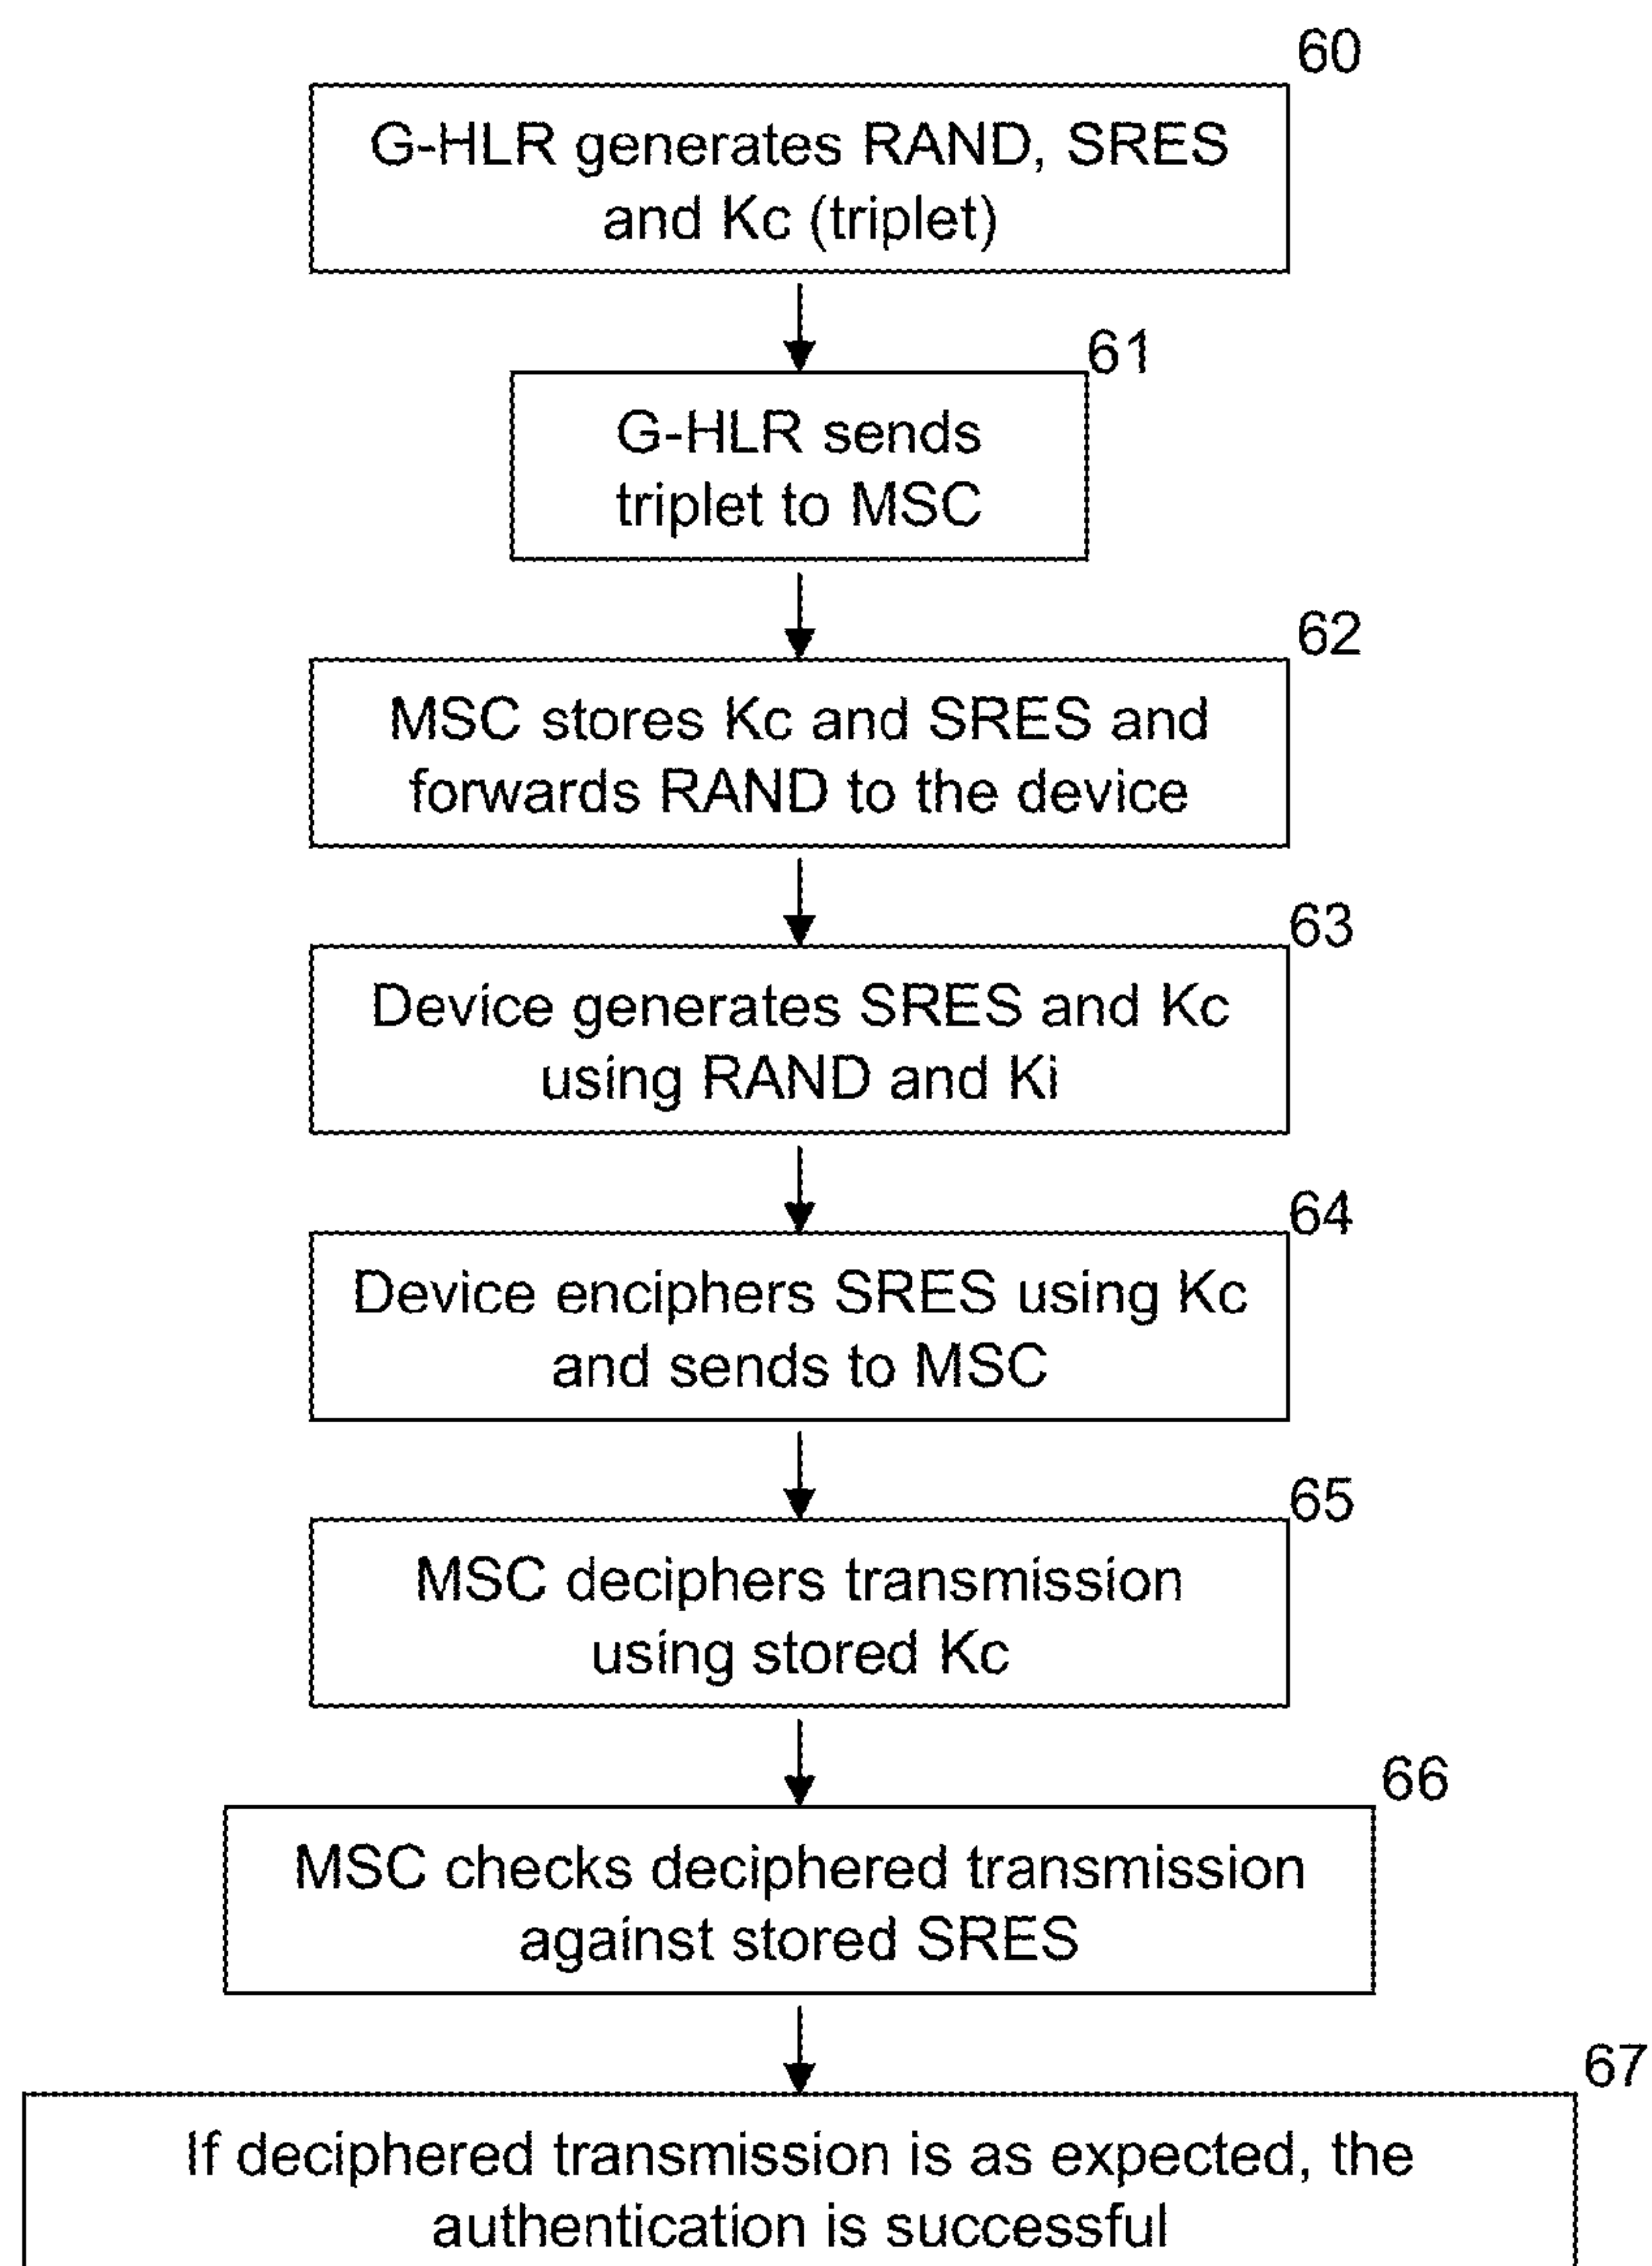 60
G-HLR generates RAND, SRES
and Kc (triplet)
61
G-HLR sends
triplet to MSC
62
MSC stores Kc and SRES and
forwards RAND to the device
63
Device generates SRES and Kc
using RAND and Ki
64
Device enciphers SRES using Kc
and sends to MSC
65
MSC deciphers transmission
using stored Kc
66
MSC checks deciphered transmission
against stored SRES
67
If deciphered transmission is as expected, the
authentication is successful